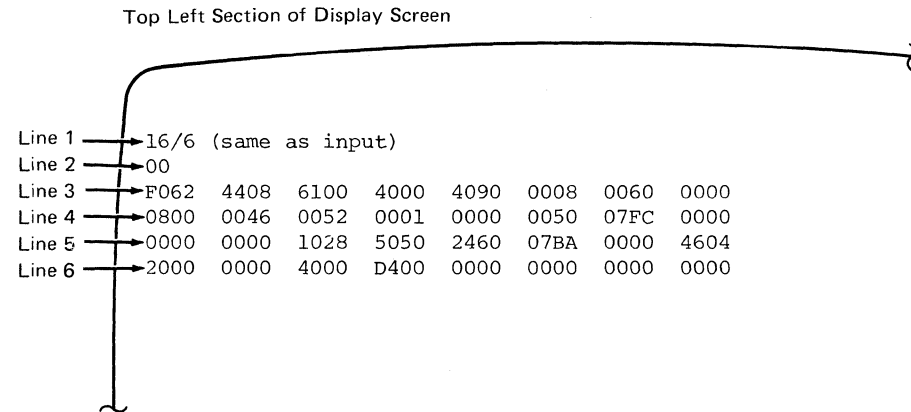 Top Left Section of Display Screen
Line 1 16/6 (same as input)
Line 2 00
Line 3 F062 4408 6100 4000 4090 0008 0060 0000
Line 4 0800 0046 0052 0001 0000 0050 07FC 0000
Line 5 0000 0000 1028 5050 2460 07BA 0000 4604
Line 6 2000 0000 4000 D400 0000 0000 0000 0000